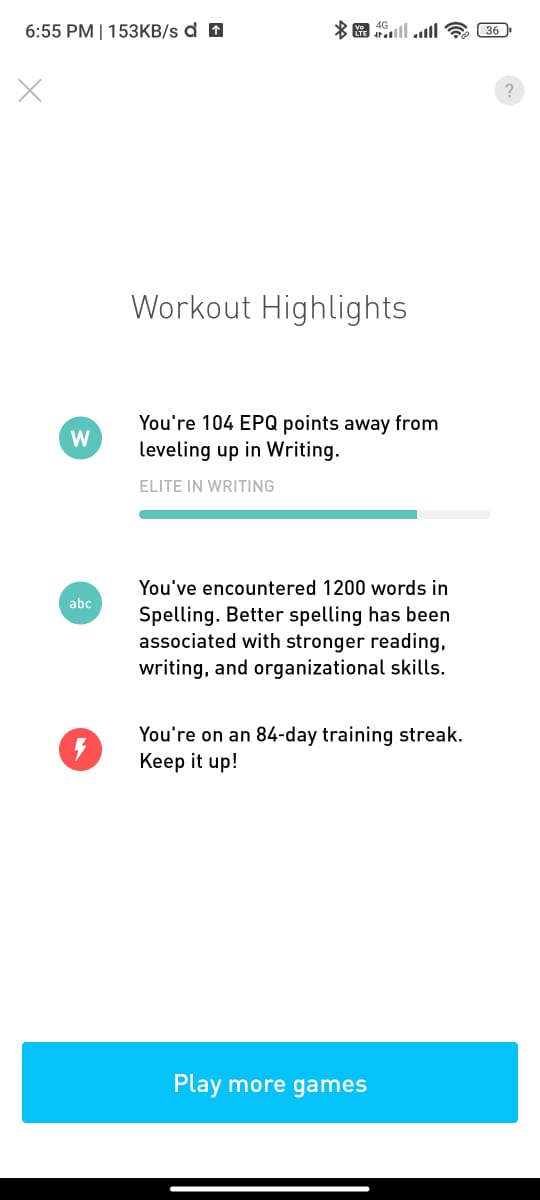 6:55 PM | 153KB/s d
Vo LTE 4G 36
?
Workout Highlights
W
You're 104 EPQ points away from
leveling up in Writing.
ELITE IN WRITING
abc
You've encountered 1200 words in
Spelling. Better spelling has been
associated with stronger reading,
writing, and organizational skills.
You're on an 84-day training streak.
Keep it up!
Play more games